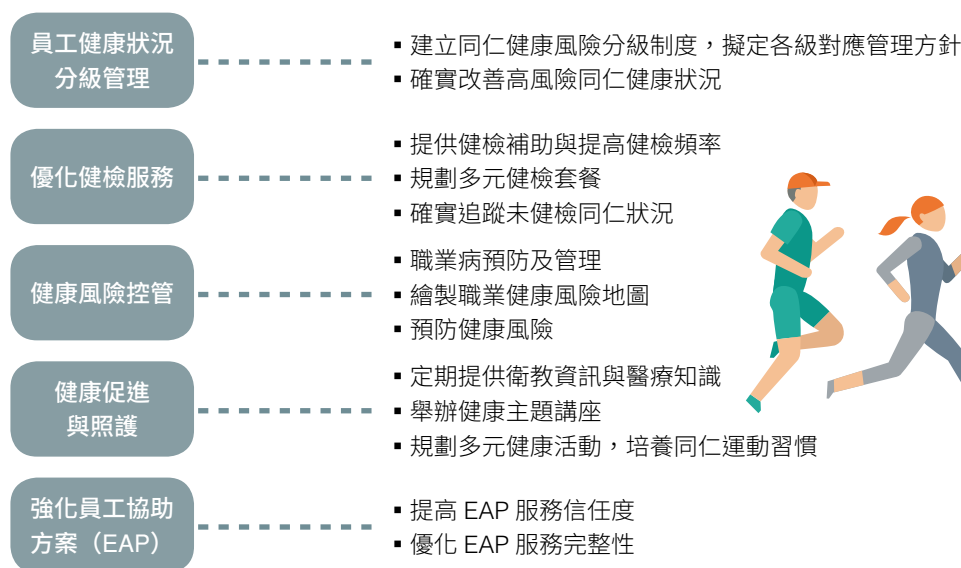 員工健康狀況
分級管理
▪ 建立同仁健康風險分級制度，擬定各級對應管理方針
▪ 確實改善高風險同仁健康狀況
優化健檢服務
▪ 提供健檢補助與提高健檢頻率
▪ 規劃多元健檢套餐
▪ 確實追蹤未健檢同仁狀況
健康風險控管
▪ 職業病預防及管理
▪ 繪製職業健康風險地圖
▪ 預防健康風險
健康促進
與照護
▪ 定期提供衛教資訊與醫療知識
▪ 舉辦健康主題講座
▪ 規劃多元健康活動，培養同仁運動習慣
強化員工協助
方案（EAP）
▪ 提高 EAP 服務信任度
▪ 優化 EAP 服務完整性